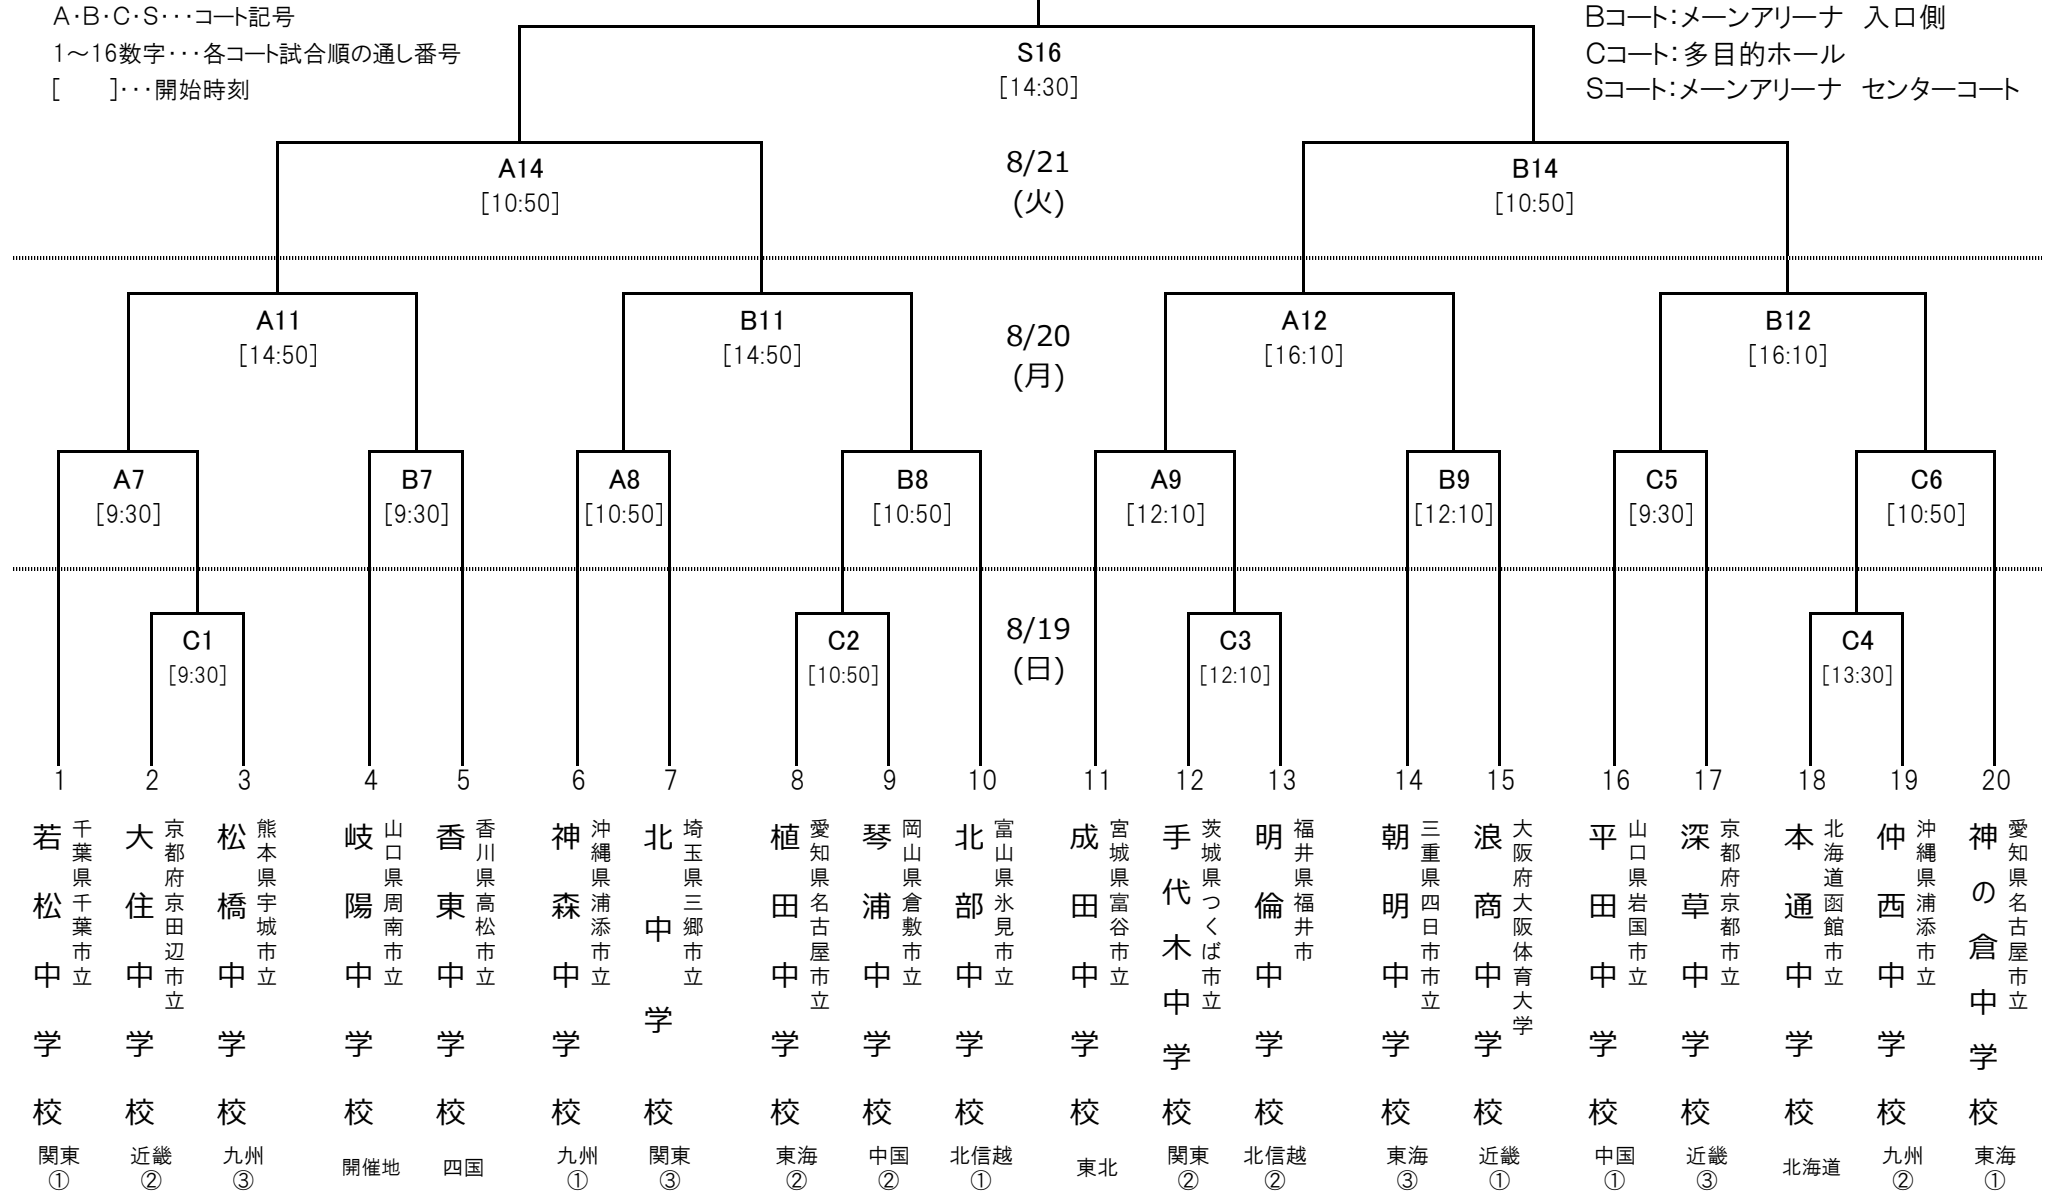 A・B・C・S・・・コート記号
1～16数字・・・各コート試合順の通し番号
[　　]・・・開始時刻
Bコート：メーンアリーナ　入口側
Cコート：多目的ホール
Sコート：メーンアリーナ　センターコート
S16
[14:30]
8/21
(火)
A14
[10:50]
B14
[10:50]
8/20
(月)
A11
[14:50]
B11
[14:50]
A12
[16:10]
B12
[16:10]
A7
[9:30]
B7
[9:30]
A8
[10:50]
B8
[10:50]
A9
[12:10]
B9
[12:10]
C5
[9:30]
C6
[10:50]
8/19
(日)
C1
[9:30]
C2
[10:50]
C3
[12:10]
C4
[13:30]
1
千葉県千葉市立
若松中学校
関東
①
2
京都府京田辺市立
大住中学校
近畿
②
3
熊本県宇城市立
松橋中学校
九州
③
4
山口県周南市立
岐陽中学校
開催地
5
香川県高松市立
香東中学校
四国
6
沖縄県浦添市立
神森中学校
九州
①
7
埼玉県三郷市立
北中学校
関東
③
8
愛知県名古屋市立
植田中学校
東海
②
9
岡山県倉敷市立
琴浦中学校
中国
②
10
富山県氷見市立
北部中学校
北信越
①
11
宮城県富谷市立
成田中学校
東北
12
茨城県つくば市立
手代木中学校
関東
②
13
福井県福井市
明倫中学校
北信越
②
14
三重県四日市市立
朝明中学校
東海
③
15
大阪府大阪体育大学
浪商中学校
近畿
①
16
山口県岩国市立
平田中学校
中国
①
17
京都府京都市立
深草中学校
近畿
③
18
北海道函館市立
本通中学校
北海道
19
沖縄県浦添市立
仲西中学校
九州
②
20
愛知県名古屋市立
神の倉中学校
東海
①